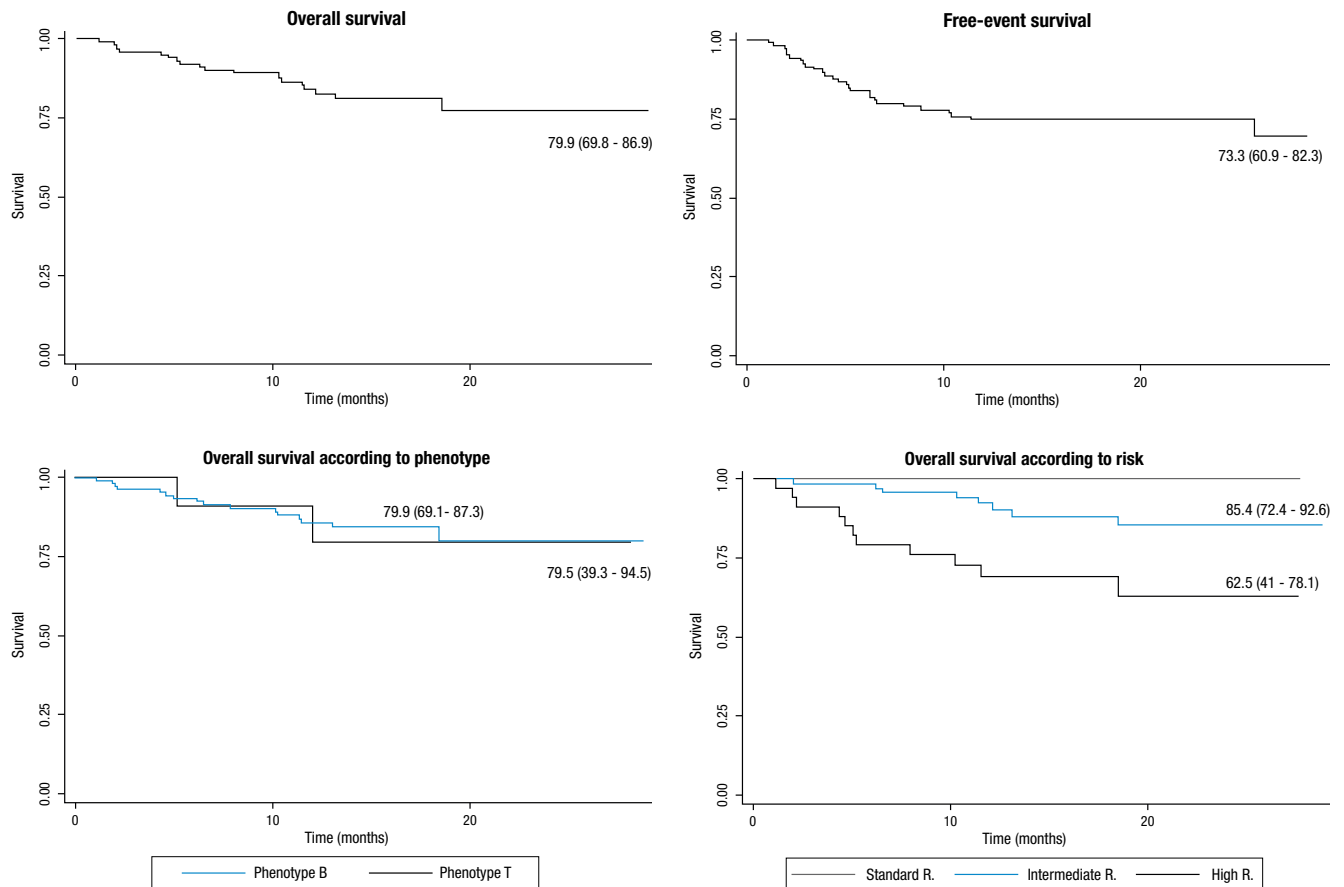 Overall survival
1.00
0.75
0.50
0.25
0.00
Survival
79.9 (69.8 - 86.9)
0
10
20
Time (months)
Free-event survival
1.00
0.75
0.50
0.25
0.00
Survival
73.3 (60.9 - 82.3)
0
10
20
Time (months)
Overall survival according to phenotype
1.00
0.75
0.50
0.25
0.00
Survival
79.9 (69.1- 87.3)
79.5 (39.3 - 94.5)
0
10
20
Time (months)
Phenotype B
Phenotype T
Overall survival according to risk
1.00
0.75
0.50
0.25
0.00
Survival
85.4 (72.4 - 92.6)
62.5 (41 - 78.1)
0
10
20
Time (months)
Standard R.
Intermediate R.
High R.